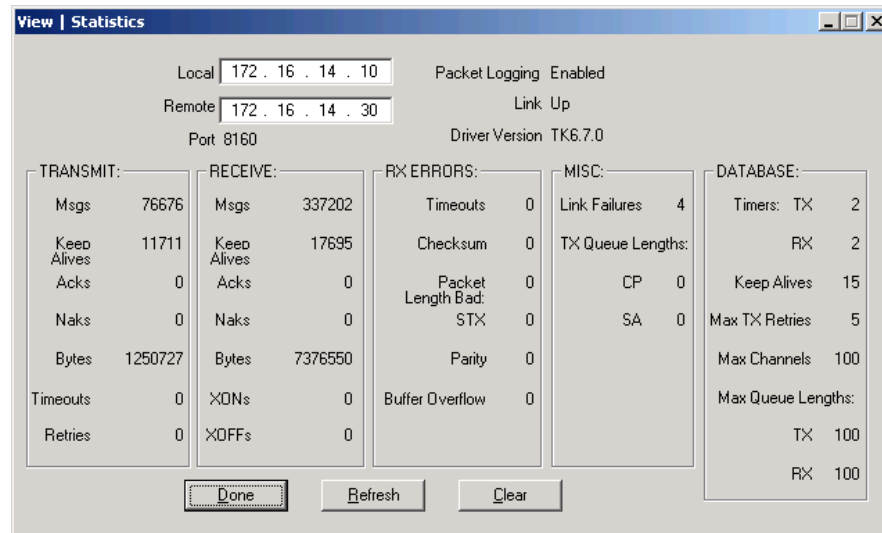 View | Statistics
Local 172 . 16 . 14 . 10
Packet Logging Enabled
Remote 172 . 16 . 14 . 30
Link Up
Port 8160
Driver Version TK6.7.0
TRANSMIT:
Msgs 76676
Keep Alives 11711
Acks 0
Naks 0
Bytes 1250727
Timeouts 0
Retries 0
RECEIVE:
Msgs 337202
Keep Alives 17695
Acks 0
Naks 0
Bytes 7376550
XONs 0
XOFFs 0
RX ERRORS:
Timeouts 0
Checksum 0
Packet Length Bad: 0
STX 0
Parity 0
Buffer Overflow 0
MISC:
Link Failures 4
TX Queue Lengths:
CP 0
SA 0
DATABASE:
Timers: TX 2
RX 2
Keep Alives 15
Max TX Retries 5
Max Channels 100
Max Queue Lengths:
TX 100
RX 100
Done
Refresh
Clear